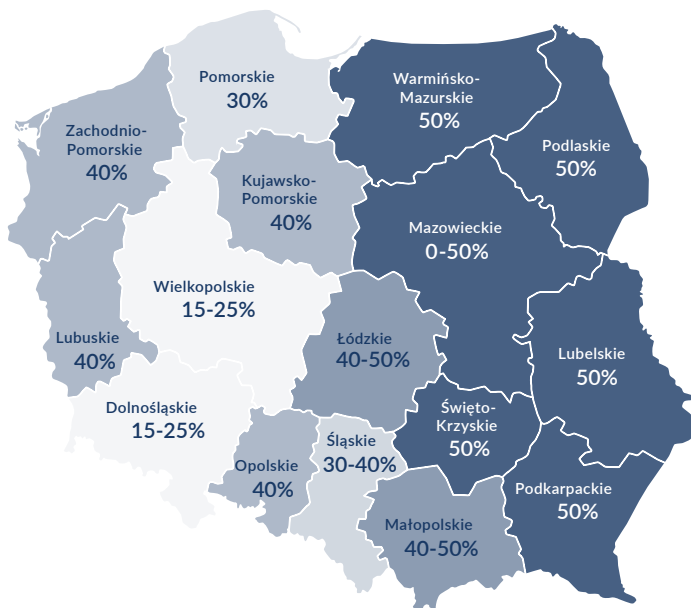 Pomorskie
30%
Warmińsko-
Mazurskie
50%
Zachodnio-
Pomorskie
40%
Podlaskie
50%
Kujawsko-
Pomorskie
40%
Mazowieckie
0-50%
Wielkopolskie
15-25%
Lubuskie
40%
Łódzkie
40-50%
Lubelskie
50%
Dolnośląskie
15-25%
Święto-
Krzyskie
50%
Śląskie
30-40%
Opolskie
40%
Podkarpackie
50%
Małopolskie
40-50%